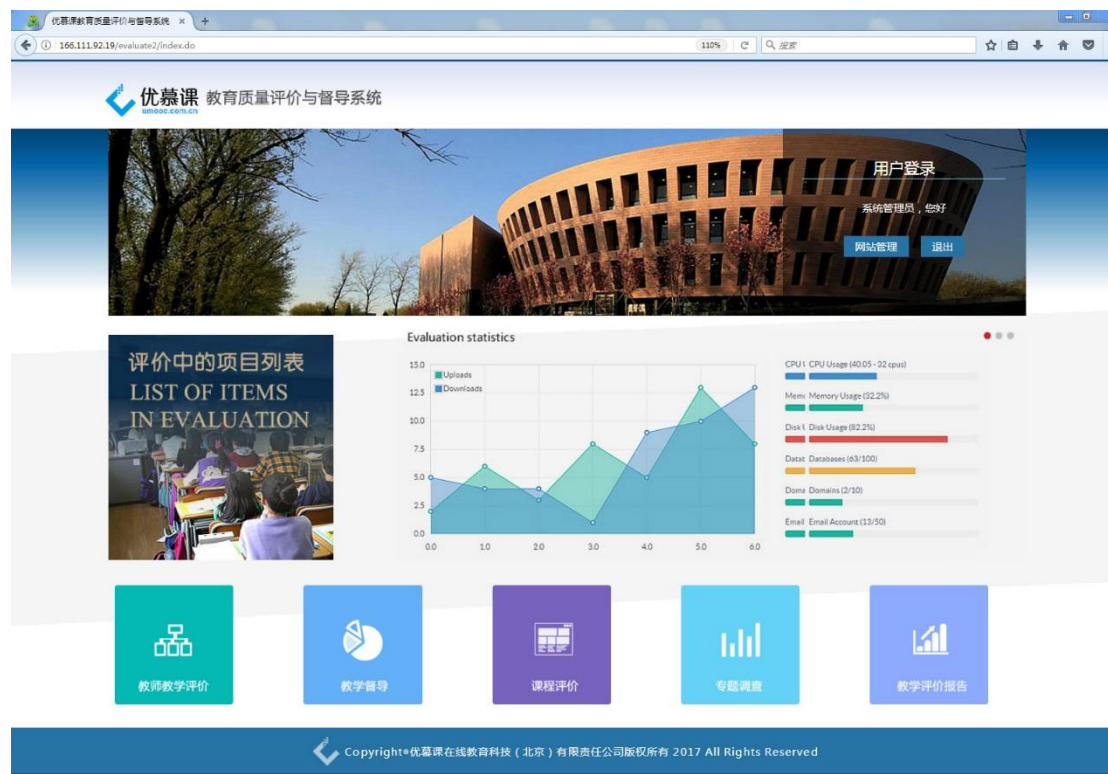 优慕课教育质量评价与督导系统
166.111.92.19/evaluate2/index.do
110%
搜索
优慕课 教育质量评价与督导系统
umooc.com.cn
用户登录
系统管理员，您好
网站管理 退出
评价中的项目列表
LIST OF ITEMS
IN EVALUATION
Evaluation statistics
15.0
12.5
10.0
7.5
5.0
2.5
0.0
Uploads
Downloads
0.0 1.0 2.0 3.0 4.0 5.0 6.0
CPU Usage (40.05 - 32 cpus)
Memory Usage (32.2%)
Disk Usage (82.2%)
Databases (63/100)
Domains (2/10)
Email Account (13/50)
教师教学评价
教学督导
课程评价
专题调查
教学评价报告
Copyright©优慕课在线教育科技（北京）有限责任公司版权所有 2017 All Rights Reserved